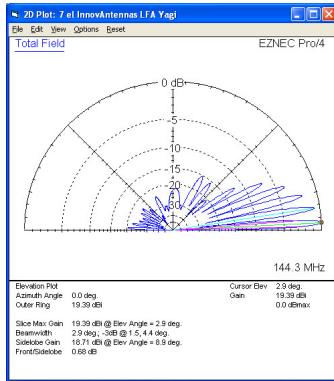 2D Plot: 7 el InnovAntennas LFA Yagi
File Edit View Options Reset
Total Field
EZNEC Pro/4
0 dB
-5
-10
-15
-20
-30
144.3 MHz
Elevation Plot
Azimuth Angle 0.0 deg.
Outer Ring 19.39 dBi
Cursor Elev 2.9 deg.
Gain 19.39 dBi
0.0 dBmax
Slice Max Gain 19.39 dBi @ Elev Angle = 2.9 deg.
Beamwidth 2.9 deg.; -3dB @ 1.5, 4.4 deg.
Sidelobe Gain 18.71 dBi @ Elev Angle = 8.9 deg.
Front/Sidelobe 0.68 dB